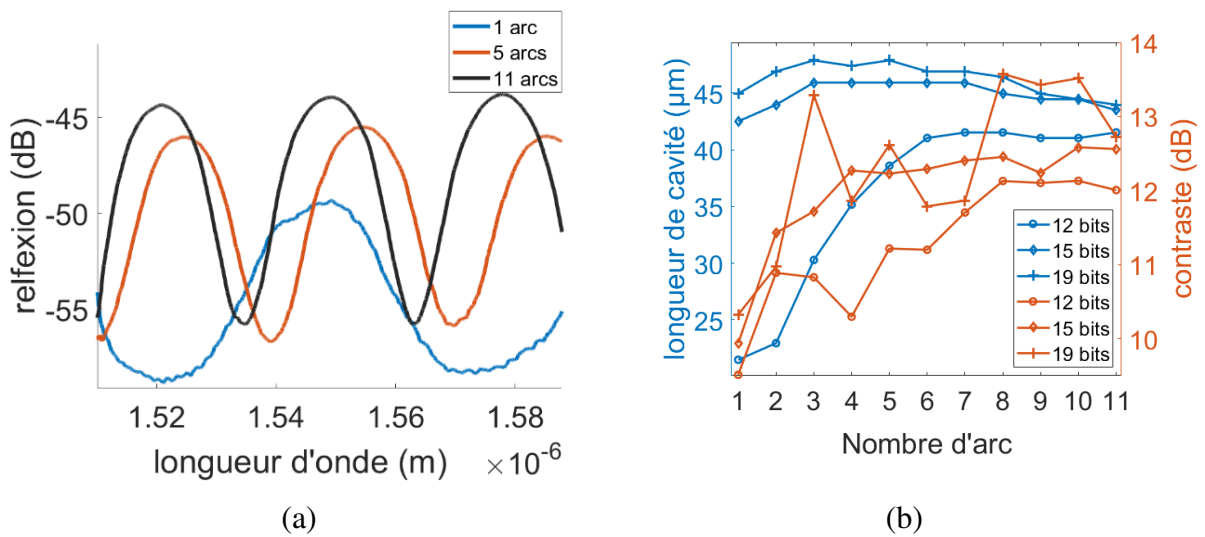 1 arc
5 arcs
11 arcs
-45
-50
-55
relfexion (dB)
1.52
1.54
1.56
1.58
longueur d'onde (m)
×10-6
(a)
longueur de cavité (µm)
45
40
35
30
25
14
13
12
11
10
contraste (dB)
12 bits
15 bits
19 bits
12 bits
15 bits
19 bits
1 2 3 4 5 6 7 8 9 10 11
Nombre d'arc
(b)